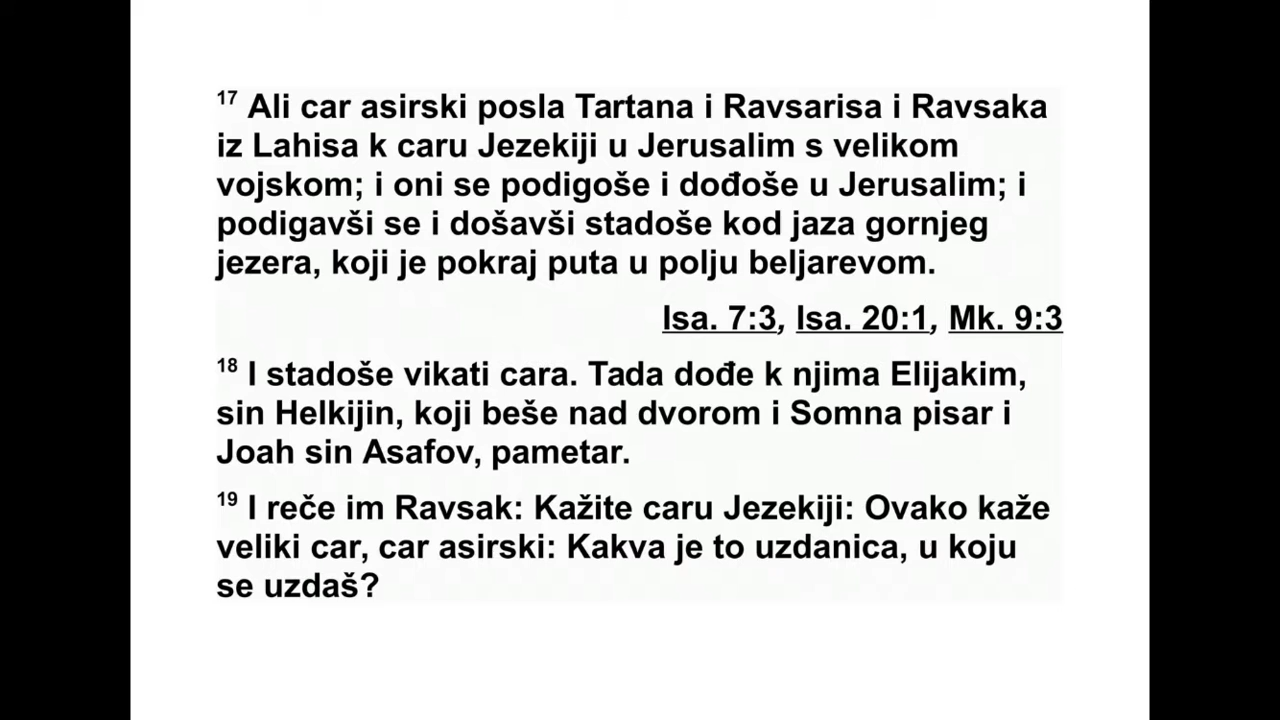 17 Ali car asirski posla Tartana i Ravsarisa i Ravsaka
iz Lahisa k caru Jezekiji u Jerusalim s velikom
vojskom; i oni se podigoše i dođoše u Jerusalim; i
podigavši se i došavši stadoše kod jaza gornjeg
jezera, koji je pokraj puta u polju beljarevom.
Isa. 7:3, Isa. 20:1, Mk. 9:3
18 I stadoše vikati cara. Tada dođe k njima Elijakim,
sin Helkijin, koji beše nad dvorom i Somna pisar i
Joah sin Asafov, pametar.
19 I reče im Ravsak: Kažite caru Jezekiji: Ovako kaže
veliki car, car asirski: Kakva je to uzdanica, u koju
se uzdaš?